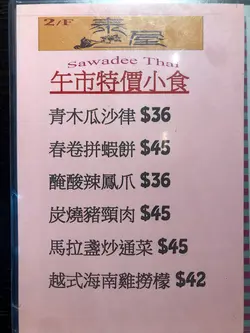 2/F
泰屋
Sawadee Thai
午市特價小食
青木瓜沙律 $36
春卷拼蝦餅 $45
醃酸辣鳳爪 $36
炭燒豬頸肉 $45
馬拉盞炒通菜 $45
越式海南雞撈檬 $42